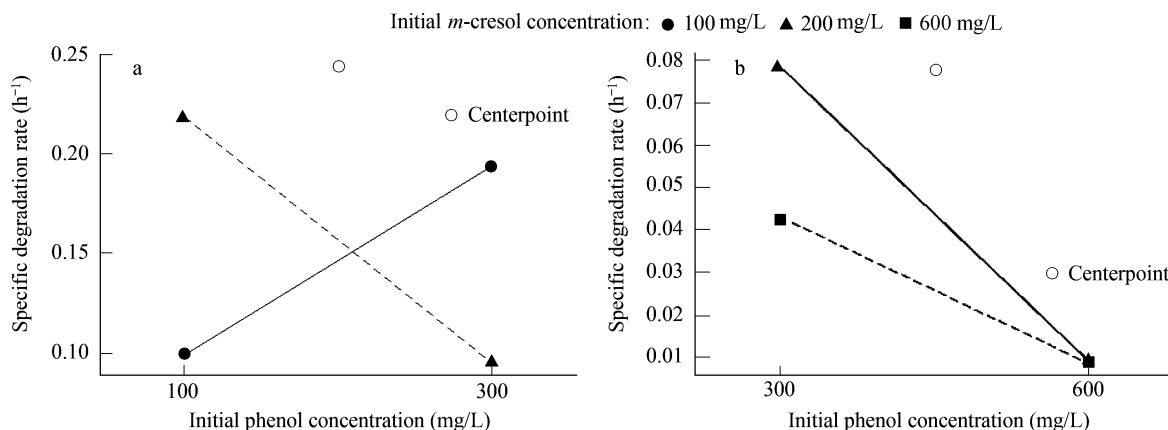 Initial m-cresol concentration: ● 100 mg/L ▲ 200 mg/L ■ 600 mg/L
a
Specific degradation rate (h⁻¹)
0.25
0.20
0.15
0.10
○ Centerpoint
100
300
Initial phenol concentration (mg/L)
b
Specific degradation rate (h⁻¹)
0.08
0.07
0.06
0.05
0.04
0.03
0.02
0.01
○ Centerpoint
300
600
Initial phenol concentration (mg/L)